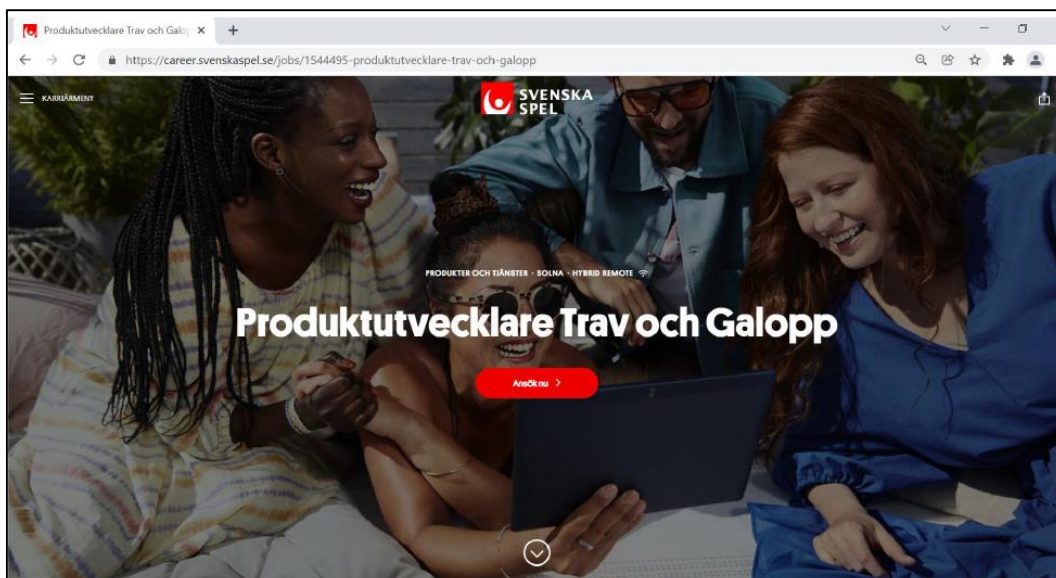 Produktutvecklare Trav och Galop
https://career.svenskaspel.se/jobs/1544495-produktutvecklare-trav-och-galopp
KARRIÄRMENY
SVENSKA
SPEL
PRODUKTER OCH TJÄNSTER · SOLNA · HYBRID REMOTE
Produktutvecklare Trav och Galopp
Ansök nu